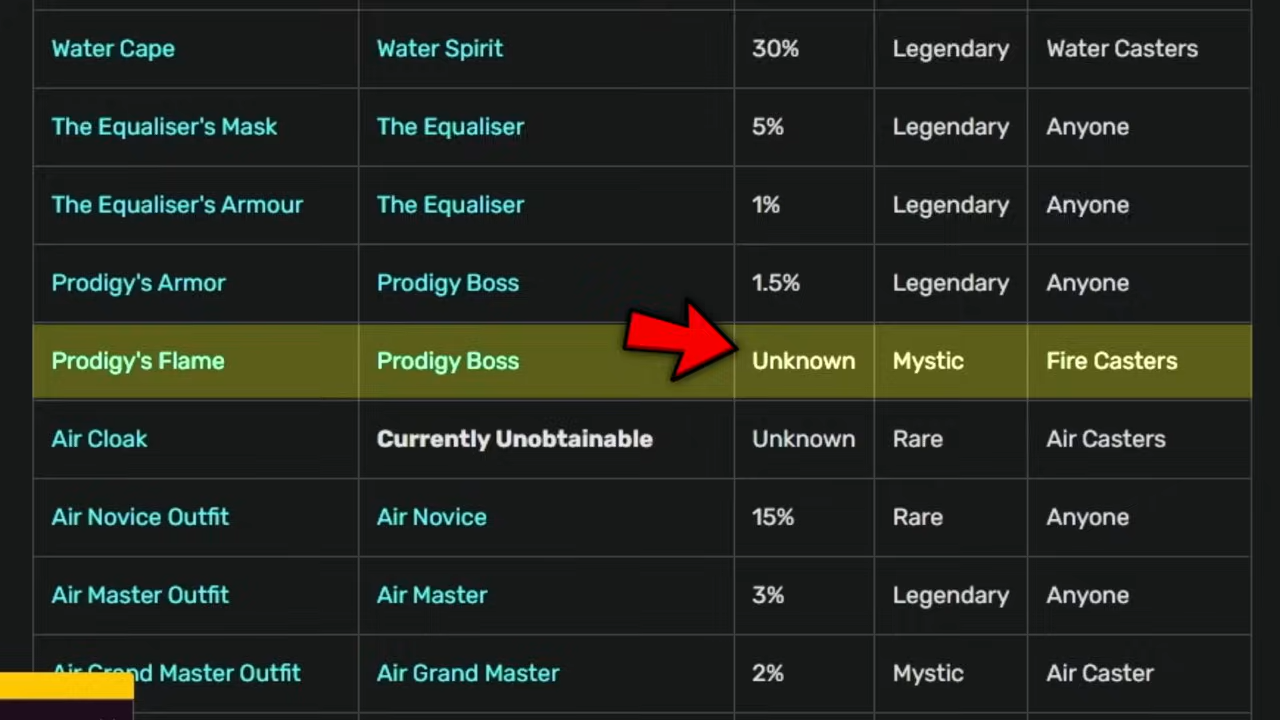 Water Cape Water Spirit 30% Legendary Water Casters
The Equaliser's Mask The Equaliser 5% Legendary Anyone
The Equaliser's Armour The Equaliser 1% Legendary Anyone
Prodigy's Armor Prodigy Boss 1.5% Legendary Anyone
Prodigy's Flame Prodigy Boss Unknown Mystic Fire Casters
Air Cloak Currently Unobtainable Unknown Rare Air Casters
Air Novice Outfit Air Novice 15% Rare Anyone
Air Master Outfit Air Master 3% Legendary Anyone
Air Grand Master Outfit Air Grand Master 2% Mystic Air Caster